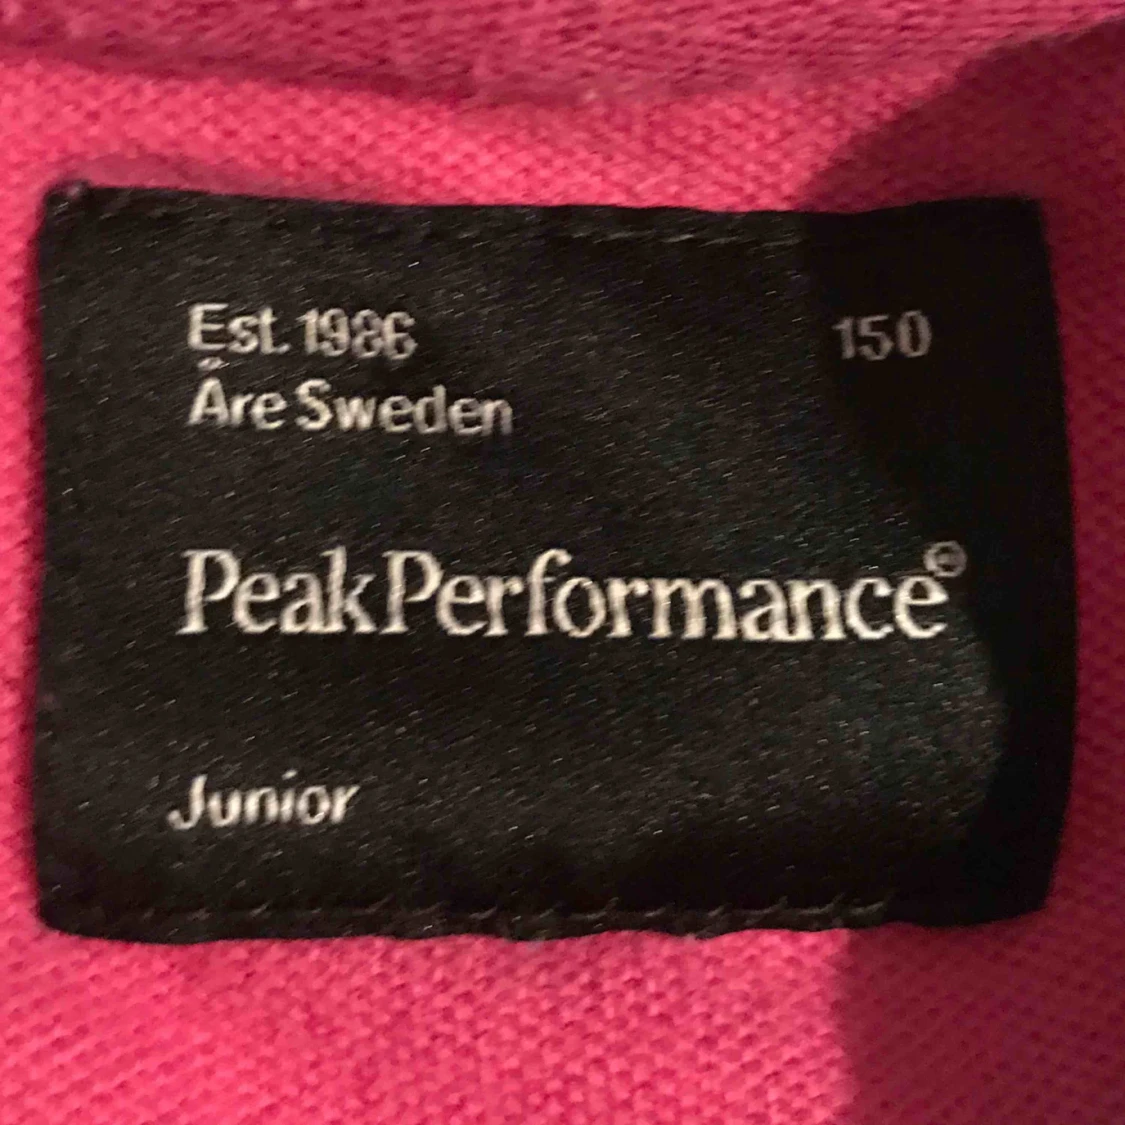 Est. 1986 150
Åre Sweden
PeakPerformance®
Junior